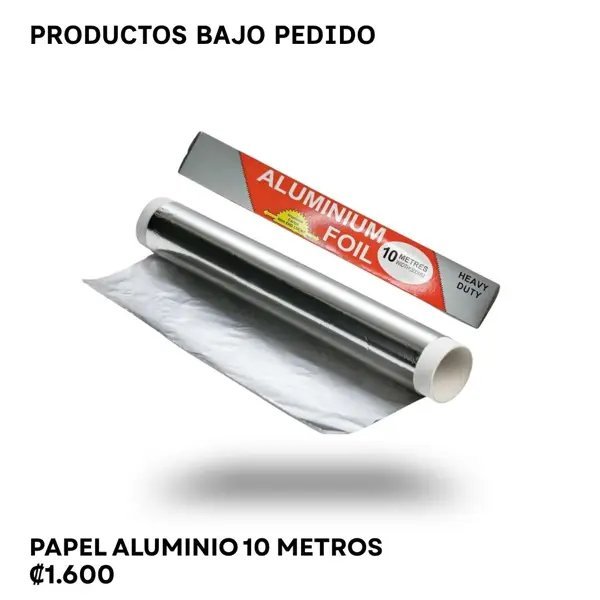 PRODUCTOS BAJO PEDIDO
ALUMINIUM
FOIL
10 METRES
HEAVY
DUTY
PAPEL ALUMINIO 10 METROS
₡1.600